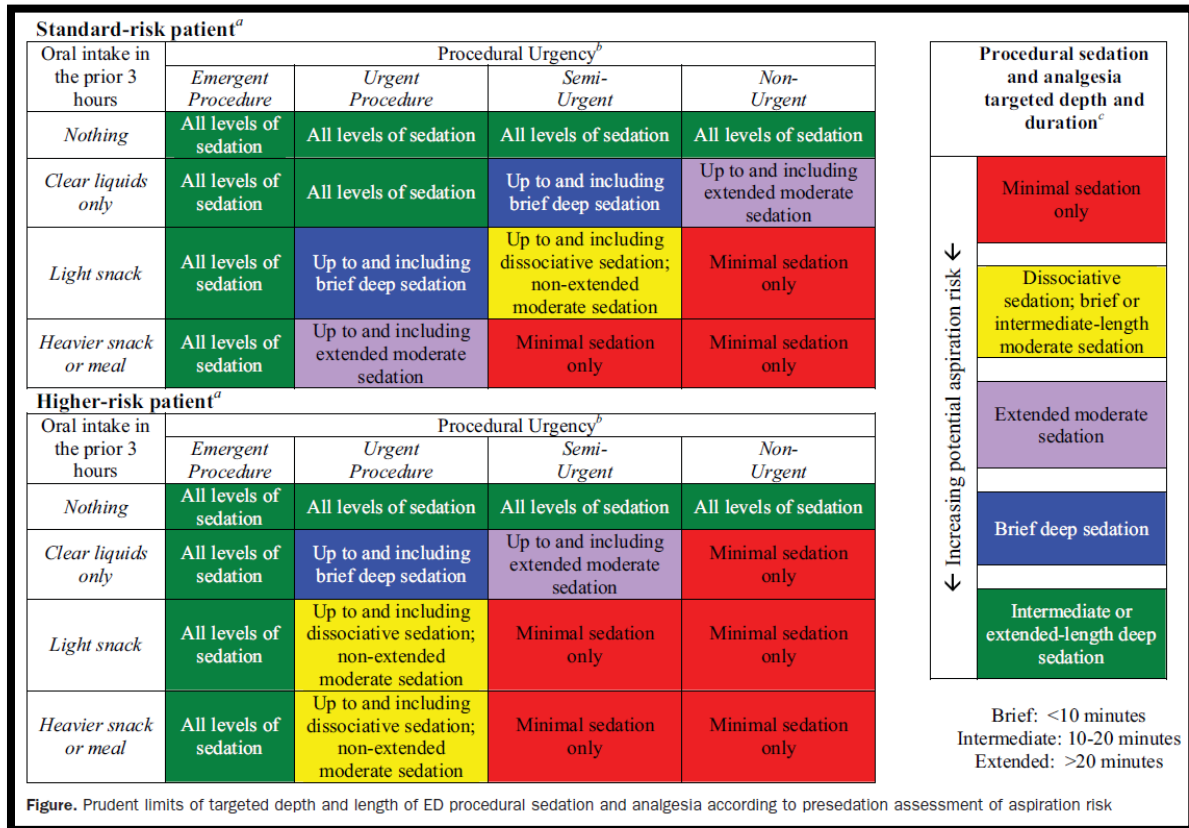 Standard-risk patient^a
Oral intake in the prior 3 hours
Procedural Urgency^b
Emergent Procedure
Urgent Procedure
Semi-Urgent
Non-Urgent
Nothing
All levels of sedation
All levels of sedation
All levels of sedation
All levels of sedation
Clear liquids only
All levels of sedation
All levels of sedation
Up to and including brief deep sedation
Up to and including extended moderate sedation
Light snack
All levels of sedation
Up to and including brief deep sedation
Up to and including dissociative sedation; non-extended moderate sedation
Minimal sedation only
Heavier snack or meal
All levels of sedation
Up to and including extended moderate sedation
Minimal sedation only
Minimal sedation only
Higher-risk patient^a
Oral intake in the prior 3 hours
Procedural Urgency^b
Emergent Procedure
Urgent Procedure
Semi-Urgent
Non-Urgent
Nothing
All levels of sedation
All levels of sedation
All levels of sedation
All levels of sedation
Clear liquids only
All levels of sedation
Up to and including brief deep sedation
Up to and including extended moderate sedation
Minimal sedation only
Light snack
All levels of sedation
Up to and including dissociative sedation; non-extended moderate sedation
Minimal sedation only
Minimal sedation only
Heavier snack or meal
All levels of sedation
Up to and including dissociative sedation; non-extended moderate sedation
Minimal sedation only
Minimal sedation only
Procedural sedation and analgesia targeted depth and duration^c
← Increasing potential aspiration risk ←
Minimal sedation only
Dissociative sedation; brief or intermediate-length moderate sedation
Extended moderate sedation
Brief deep sedation
Intermediate or extended-length deep sedation
Brief: <10 minutes
Intermediate: 10-20 minutes
Extended: >20 minutes
Figure. Prudent limits of targeted depth and length of ED procedural sedation and analgesia according to presedation assessment of aspiration risk